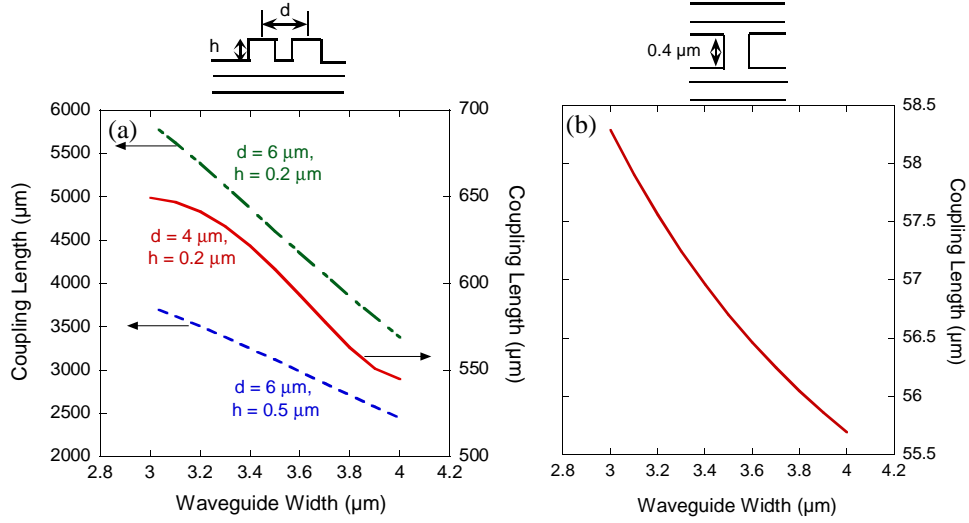 d
h
0.4 µm
(a)
6000
5500
5000
4500
4000
3500
3000
2500
2000
Coupling Length (µm)
d = 6 µm,
h = 0.2 µm
d = 4 µm,
h = 0.2 µm
d = 6 µm,
h = 0.5 µm
700
650
600
550
500
Coupling Length (µm)
2.8 3 3.2 3.4 3.6 3.8 4 4.2
Waveguide Width (µm)
(b)
58.5
58
57.5
57
56.5
56
55.5
Coupling Length (µm)
2.8 3 3.2 3.4 3.6 3.8 4 4.2
Waveguide Width (µm)